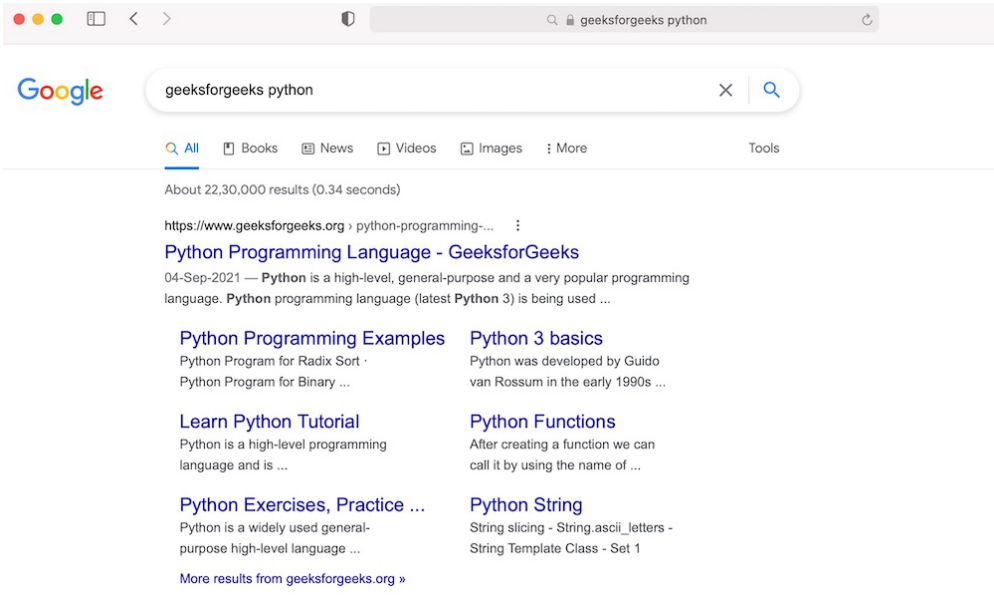 geeksforgeeks python
Google
geeksforgeeks python
All Books News Videos Images More Tools
About 22,30,000 results (0.34 seconds)
https://www.geeksforgeeks.org › python-programming-...
Python Programming Language - GeeksforGeeks
04-Sep-2021 — Python is a high-level, general-purpose and a very popular programming
language. Python programming language (latest Python 3) is being used ...
Python Programming Examples
Python Program for Radix Sort ·
Python Program for Binary ...
Python 3 basics
Python was developed by Guido
van Rossum in the early 1990s ...
Learn Python Tutorial
Python is a high-level programming
language and is ...
Python Functions
After creating a function we can
call it by using the name of ...
Python Exercises, Practice ...
Python is a widely used general-
purpose high-level language ...
Python String
String slicing - String.ascii_letters -
String Template Class - Set 1
More results from geeksforgeeks.org »